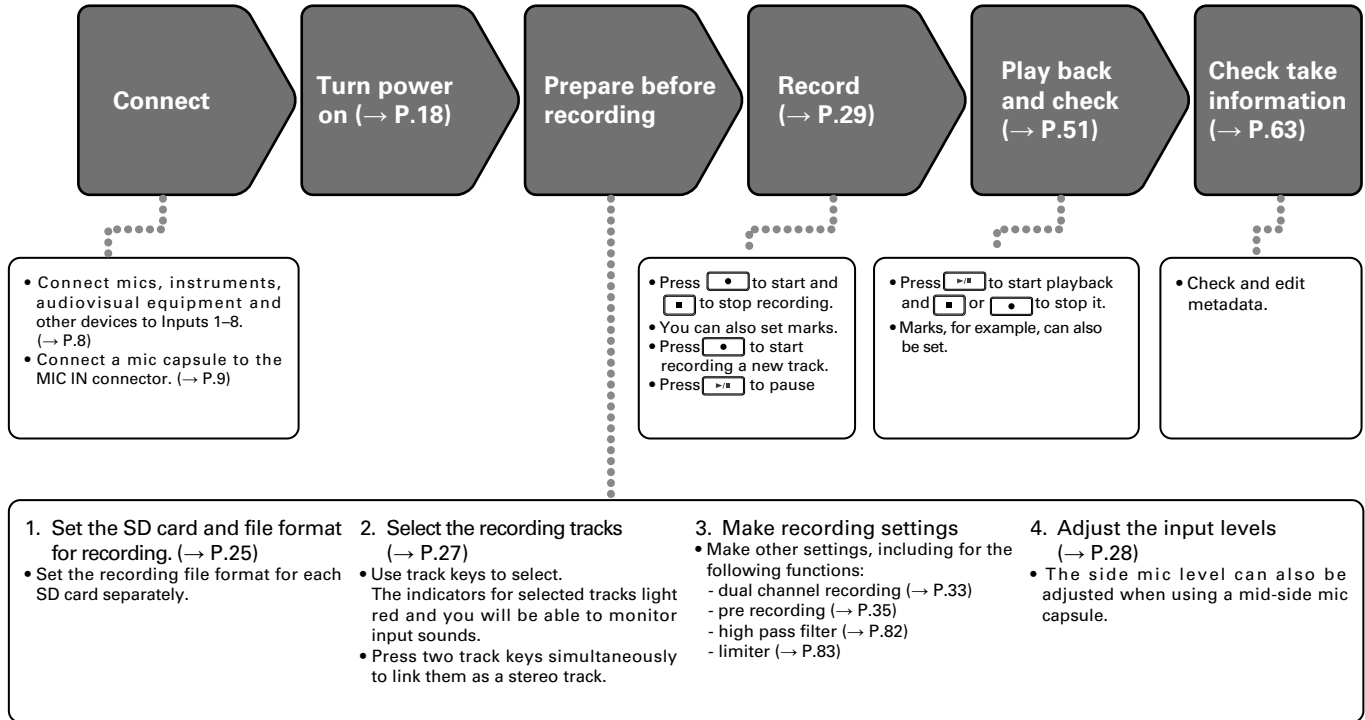 Connect
Turn power
on (→ P.18)
Prepare before
recording
Record
(→ P.29)
Play back
and check
(→ P.51)
Check take
information
(→ P.63)
• Connect mics, instruments,
audiovisual equipment and
other devices to Inputs 1–8.
(→ P.8)
• Connect a mic capsule to the
MIC IN connector. (→ P.9)
• Press ● to start and
■ to stop recording.
• You can also set marks.
• Press ● to start
recording a new track.
• Press ►/II to pause
• Press ►/II to start playback
and ■ or ● to stop it.
• Marks, for example, can also
be set.
• Check and edit
metadata.
1. Set the SD card and file format
for recording. (→ P.25)
• Set the recording file format for each
SD card separately.
2. Select the recording tracks
(→ P.27)
• Use track keys to select.
The indicators for selected tracks light
red and you will be able to monitor
input sounds.
• Press two track keys simultaneously
to link them as a stereo track.
3. Make recording settings
• Make other settings, including for the
following functions:
- dual channel recording (→ P.33)
- pre recording (→ P.35)
- high pass filter (→ P.82)
- limiter (→ P.83)
4. Adjust the input levels
(→ P.28)
• The side mic level can also be
adjusted when using a mid-side mic
capsule.